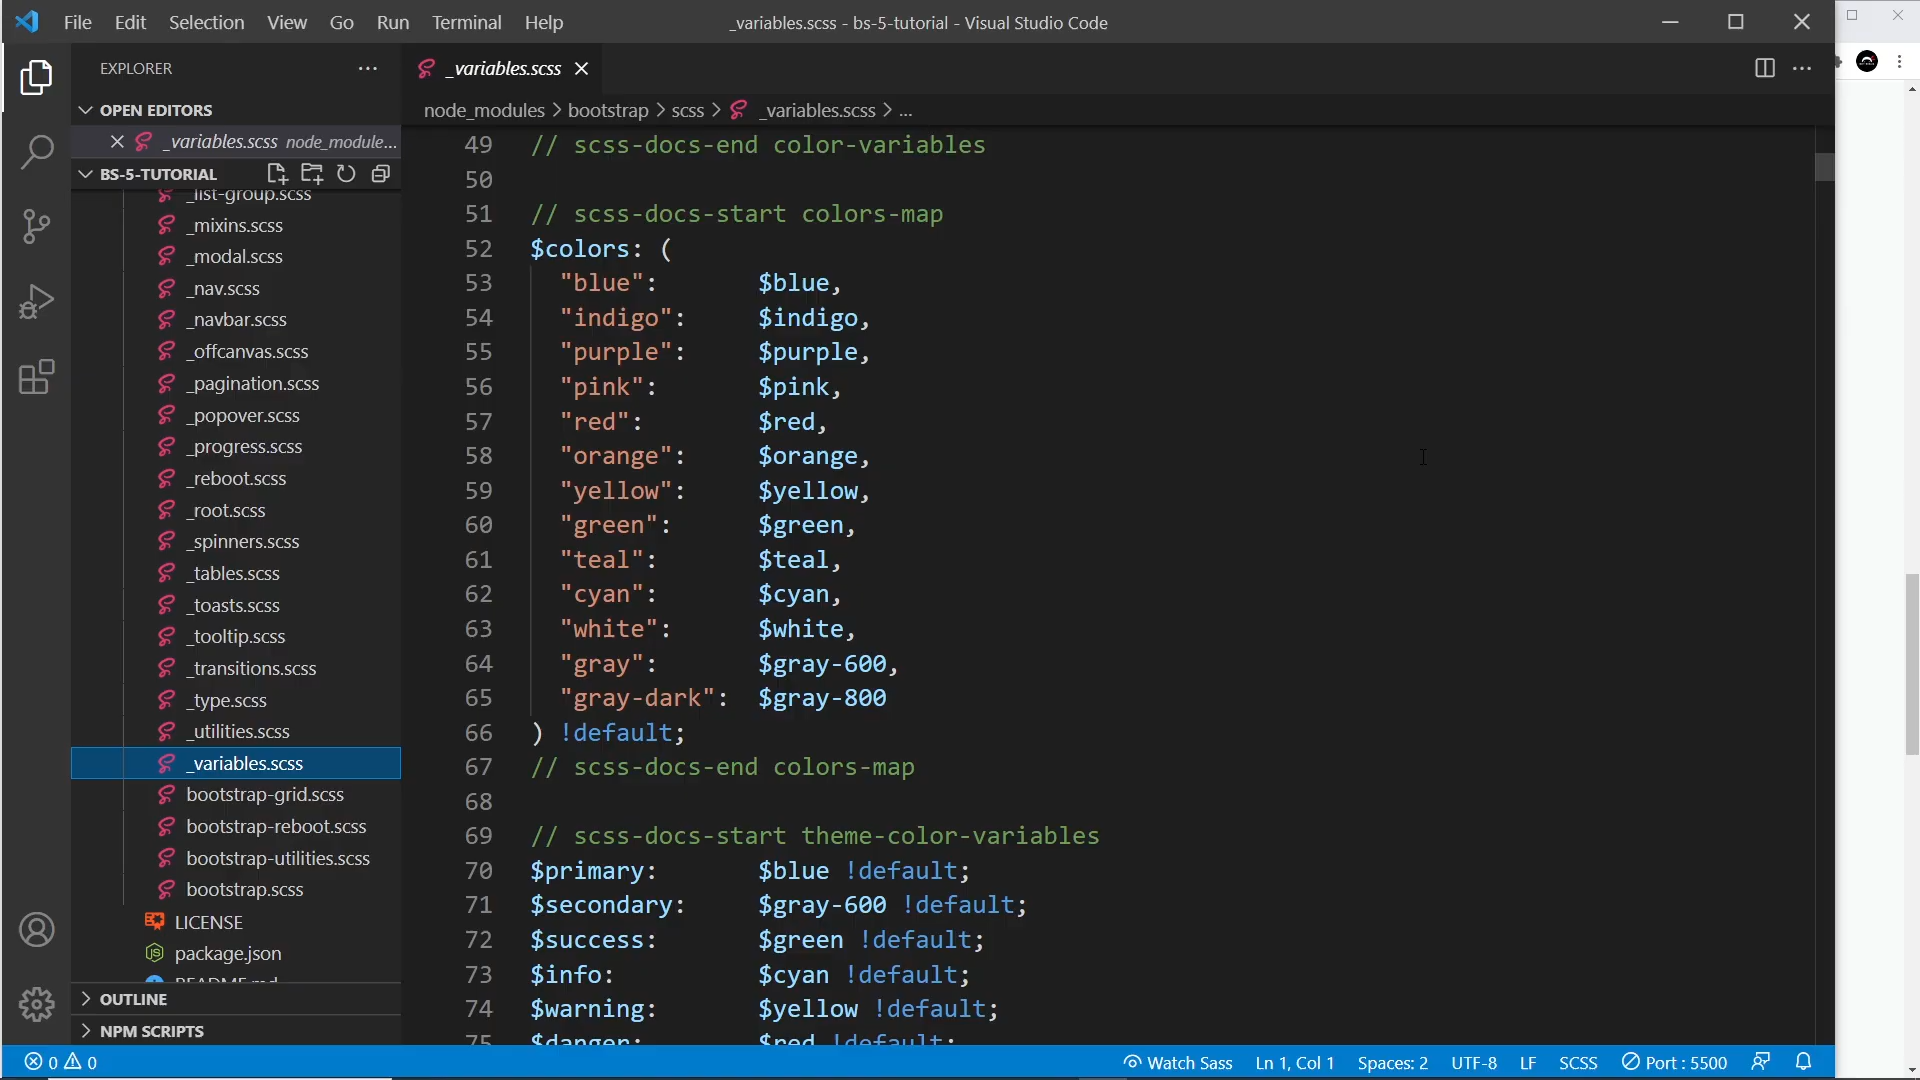 File Edit Selection View Go Run Terminal Help
_variables.scss - bs-5-tutorial - Visual Studio Code
EXPLORER
OPEN EDITORS
_variables.scss node_module...
BS-5-TUTORIAL
_list-group.scss
_mixins.scss
_modal.scss
_nav.scss
_navbar.scss
_offcanvas.scss
_pagination.scss
_popover.scss
_progress.scss
_reboot.scss
_root.scss
_spinners.scss
_tables.scss
_toasts.scss
_tooltip.scss
_transitions.scss
_type.scss
_utilities.scss
_variables.scss
bootstrap-grid.scss
bootstrap-reboot.scss
bootstrap-utilities.scss
bootstrap.scss
LICENSE
package.json
README.md
OUTLINE
NPM SCRIPTS
_variables.scss
node_modules > bootstrap > scss > _variables.scss > ...
49 // scss-docs-end color-variables
50
51 // scss-docs-start colors-map
52 $colors: (
53 "blue": $blue,
54 "indigo": $indigo,
55 "purple": $purple,
56 "pink": $pink,
57 "red": $red,
58 "orange": $orange,
59 "yellow": $yellow,
60 "green": $green,
61 "teal": $teal,
62 "cyan": $cyan,
63 "white": $white,
64 "gray": $gray-600,
65 "gray-dark": $gray-800
66 ) !default;
67 // scss-docs-end colors-map
68
69 // scss-docs-start theme-color-variables
70 $primary: $blue !default;
71 $secondary: $gray-600 !default;
72 $success: $green !default;
73 $info: $cyan !default;
74 $warning: $yellow !default;
75 $danger: $red !default;
0 0 Watch Sass Ln 1, Col 1 Spaces: 2 UTF-8 LF SCSS Port : 5500